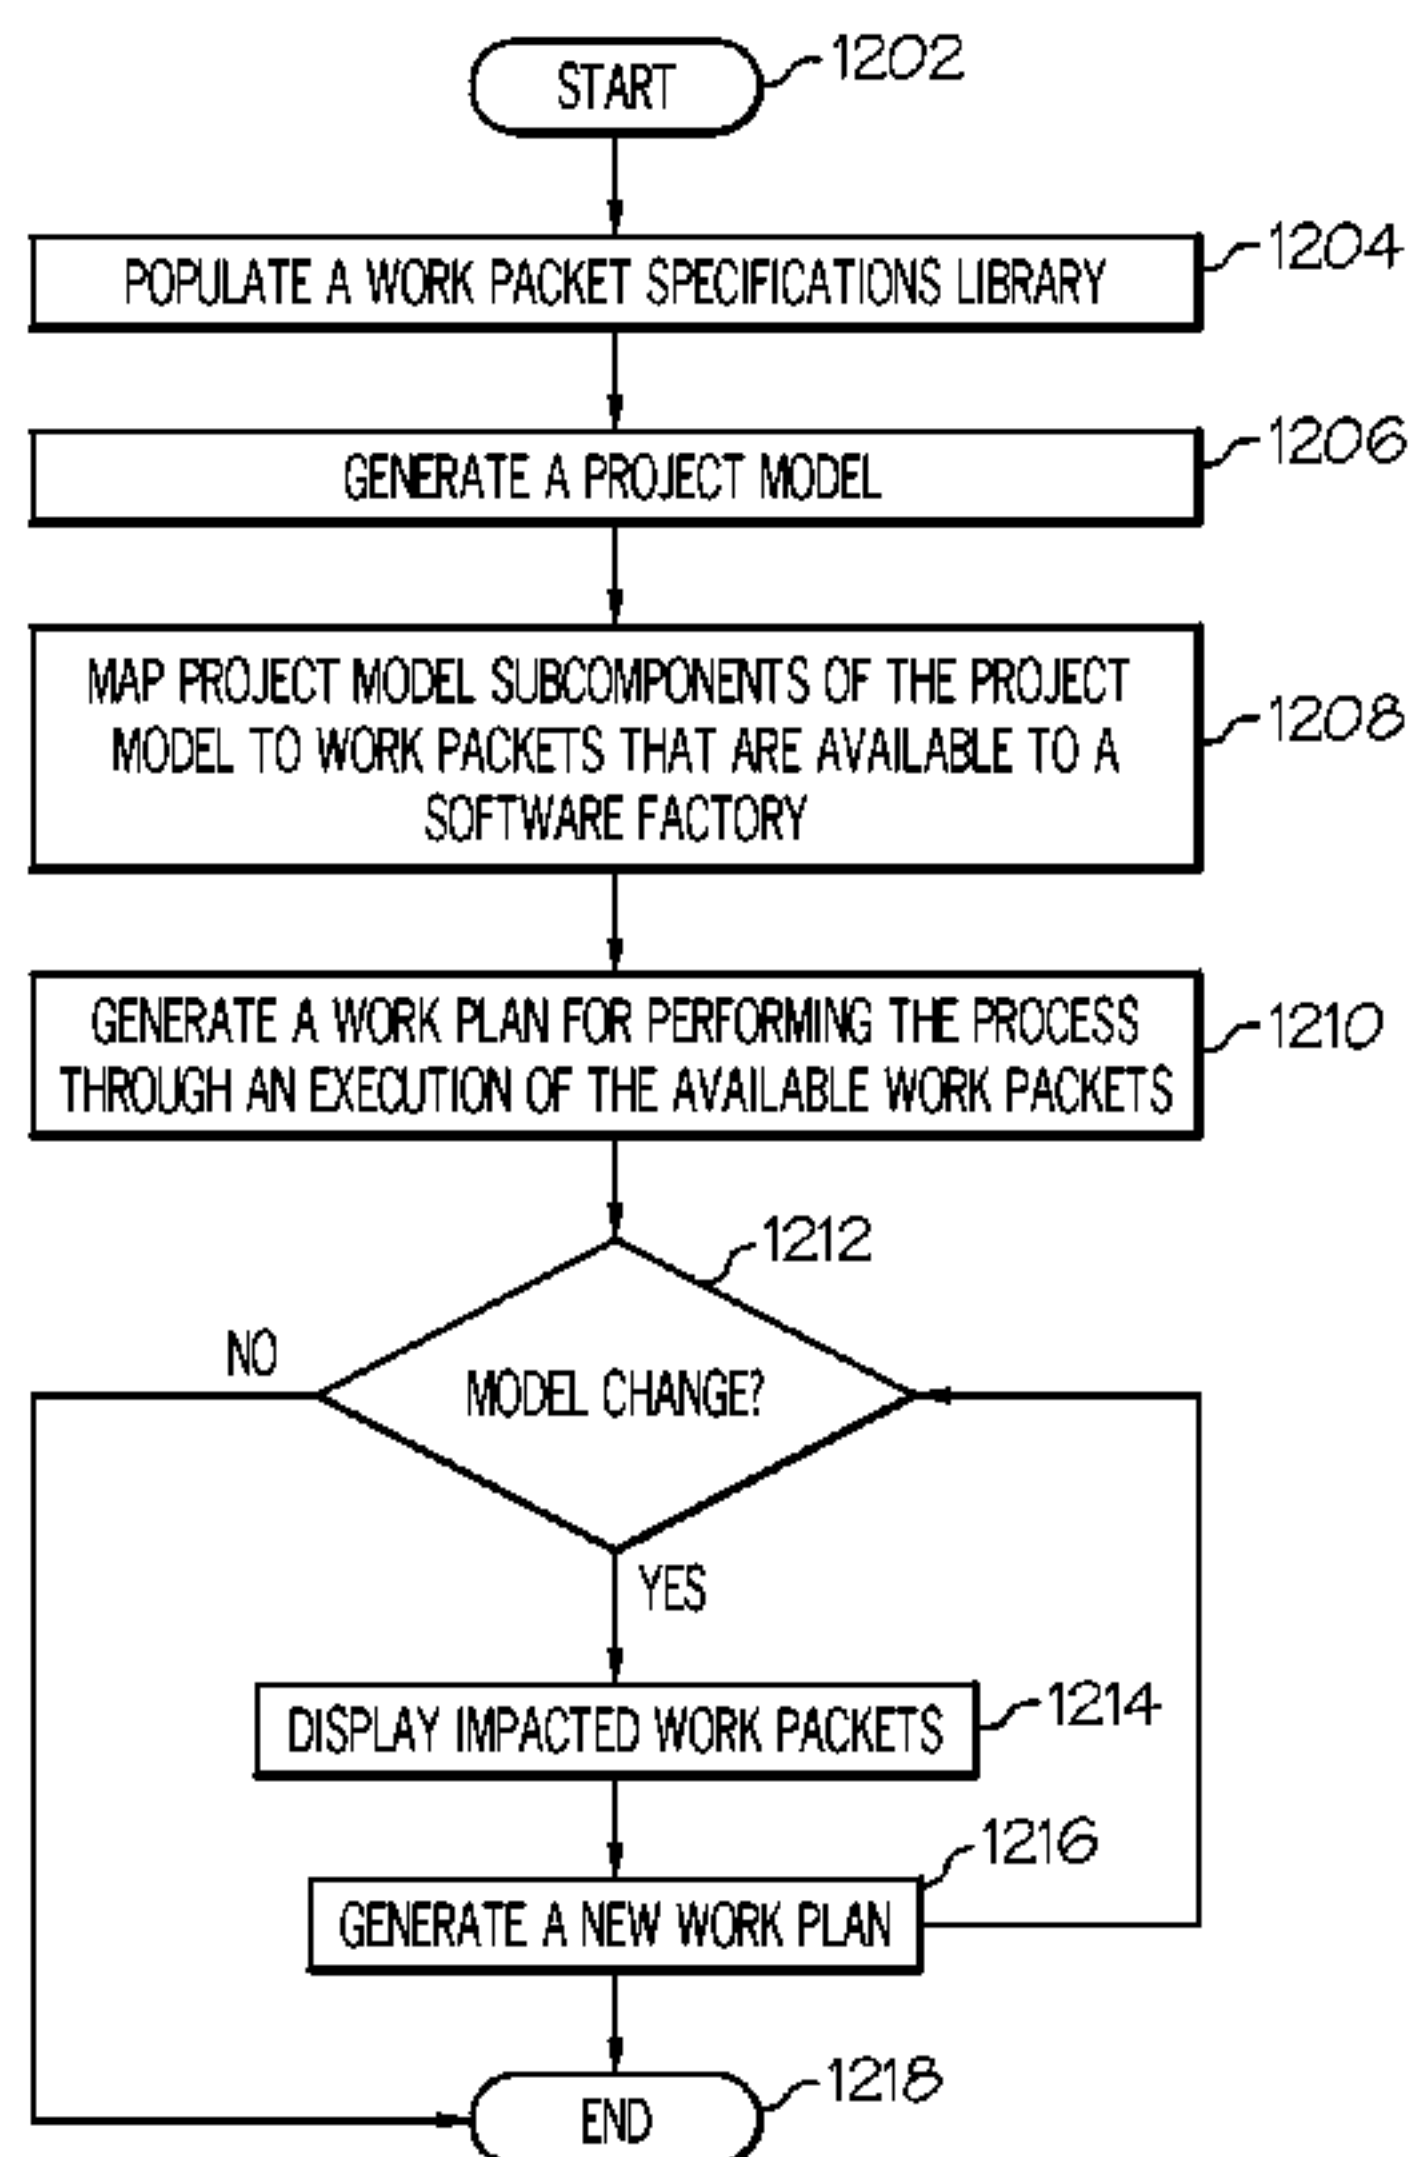 START
1202
POPULATE A WORK PACKET SPECIFICATIONS LIBRARY
1204
GENERATE A PROJECT MODEL
1206
MAP PROJECT MODEL SUBCOMPONENTS OF THE PROJECT
MODEL TO WORK PACKETS THAT ARE AVAILABLE TO A
SOFTWARE FACTORY
1208
GENERATE A WORK PLAN FOR PERFORMING THE PROCESS
THROUGH AN EXECUTION OF THE AVAILABLE WORK PACKETS
1210
1212
NO
MODEL CHANGE?
YES
DISPLAY IMPACTED WORK PACKETS
1214
1216
GENERATE A NEW WORK PLAN
1218
END